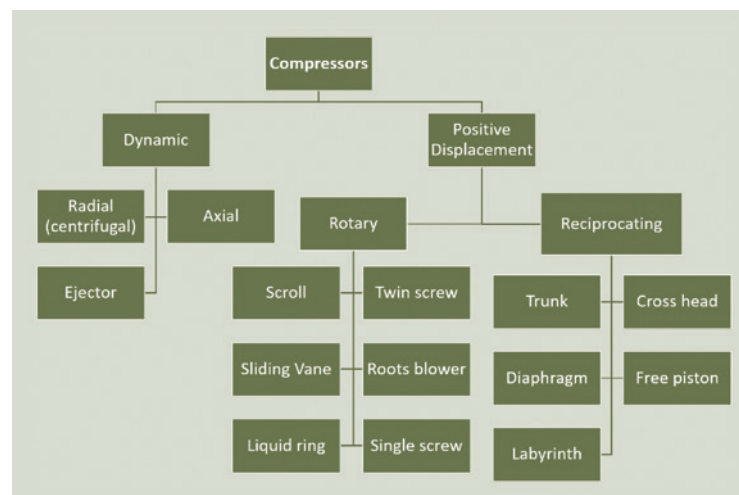 Compressors
Dynamic
Positive
Displacement
Radial
(centrifugal)
Axial
Ejector
Rotary
Reciprocating
Scroll
Twin screw
Sliding Vane
Roots blower
Liquid ring
Single screw
Trunk
Cross head
Diaphragm
Free piston
Labyrinth